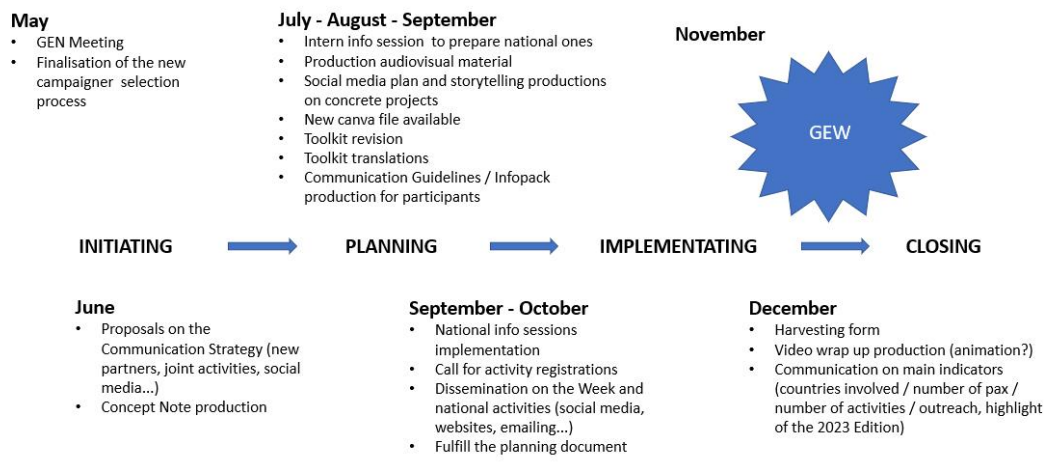 May
• GEN Meeting
• Finalisation of the new
campaigner selection
process
July - August - September
• Intern info session to prepare national ones
• Production audiovisual material
• Social media plan and storytelling productions
on concrete projects
• New canva file available
• Toolkit revision
• Toolkit translations
• Communication Guidelines / Infopack
production for participants
November
GEW
INITIATING
PLANNING
IMPLEMENTATING
CLOSING
June
• Proposals on the
Communication Strategy (new
partners, joint activities, social
media...)
• Concept Note production
September - October
• National info sessions
implementation
• Call for activity registrations
• Dissemination on the Week and
national activities (social media,
websites, emailing...)
• Fulfill the planning document
December
• Harvesting form
• Video wrap up production (animation?)
• Communication on main indicators
(countries involved / number of pax /
number of activities / outreach, highlight
of the 2023 Edition)